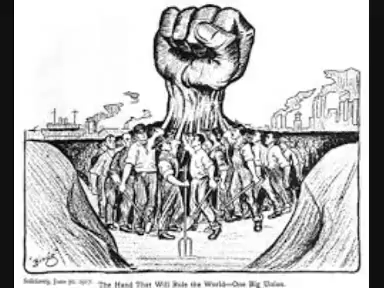 Solidarity, June 30, 1917. The Hand That Will Rule the World—One Big Union.